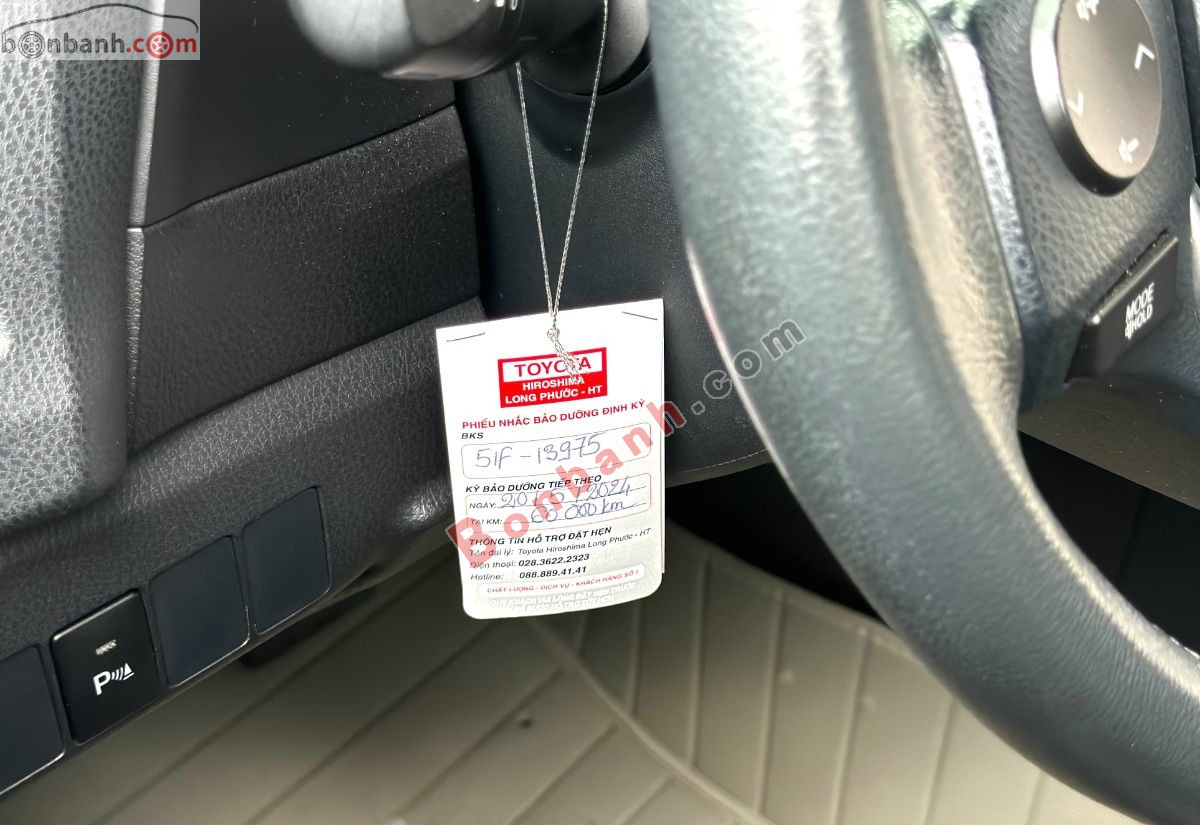 bonbanh.com
TOYOTA
HIROSHIMA
LONG PHƯỚC - HT
PHIẾU NHẮC BẢO DƯỠNG ĐỊNH KỲ
BKS
51F-13975
KỲ BẢO DƯỠNG TIẾP THEO
NGÀY: 20/5/2024
TẠI KM: 60 000 km
THÔNG TIN HỖ TRỢ ĐẶT HẸN
Tên đại lý: Toyota Hiroshima Long Phước - HT
Điện thoại: 028.3622.2323
Hotline: 088.889.41.41
CHẤT LƯỢNG - DỊCH VỤ - KHÁCH HÀNG SỐ 1
Bonbanh.com
MODE
HOLD
P